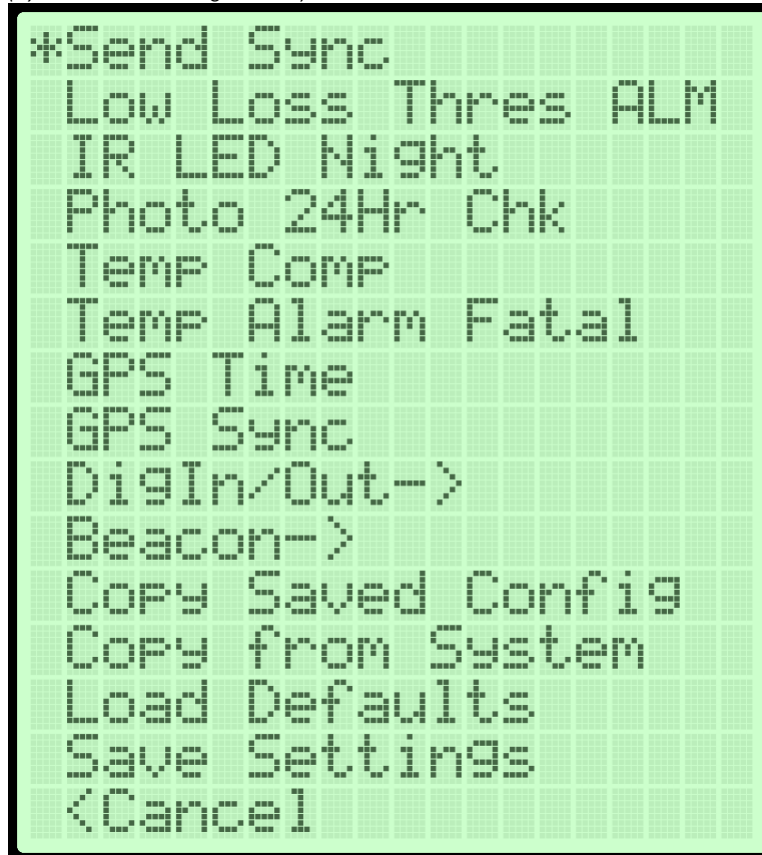 *Send Sync
Low Loss Thres ALM
IR LED Night
Photo 24Hr Chk
Temp Comp
Temp Alarm Fatal
GPS Time
GPS Sync
DigIn/Out->
Beacon->
Copy Saved Config
Copy from System
Load Defaults
Save Settings
<Cancel